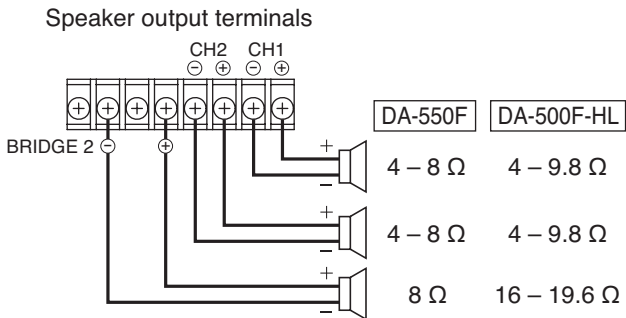 Speaker output terminals
CH2 CH1
⊖ ⊕ ⊖ ⊕
DA-550F DA-500F-HL
BRIDGE 2 ⊖ ⊕
+
4 – 8 Ω 4 – 9.8 Ω
–
+
4 – 8 Ω 4 – 9.8 Ω
–
+
8 Ω 16 – 19.6 Ω
–